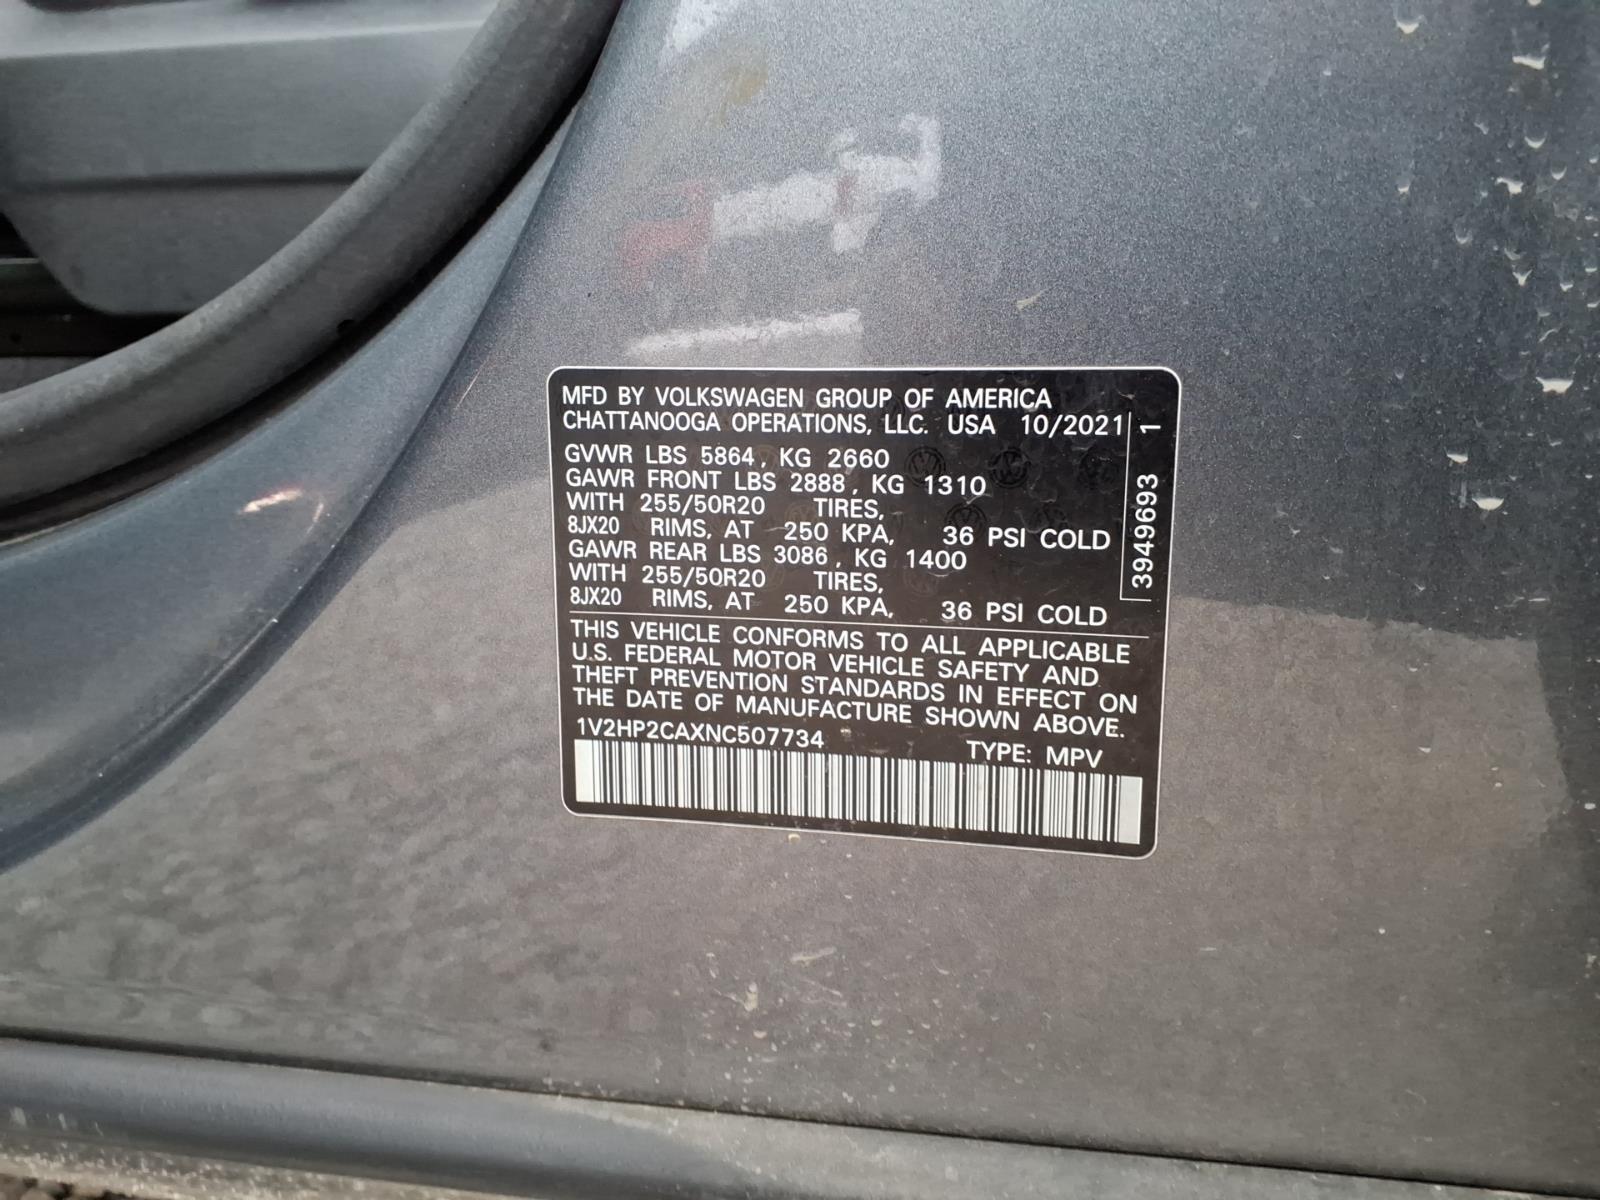 MFD BY VOLKSWAGEN GROUP OF AMERICA
CHATTANOOGA OPERATIONS, LLC. USA 10/2021
GVWR LBS 5864, KG 2660
GAWR FRONT LBS 2888, KG 1310
WITH 255/50R20 TIRES,
8JX20 RIMS, AT 250 KPA, 36 PSI COLD
GAWR REAR LBS 3086, KG 1400
WITH 255/50R20 TIRES,
8JX20 RIMS, AT 250 KPA, 36 PSI COLD
THIS VEHICLE CONFORMS TO ALL APPLICABLE
U.S. FEDERAL MOTOR VEHICLE SAFETY AND
THEFT PREVENTION STANDARDS IN EFFECT ON
THE DATE OF MANUFACTURE SHOWN ABOVE.
1V2HP2CAXNC507734 TYPE: MPV
3949693 1